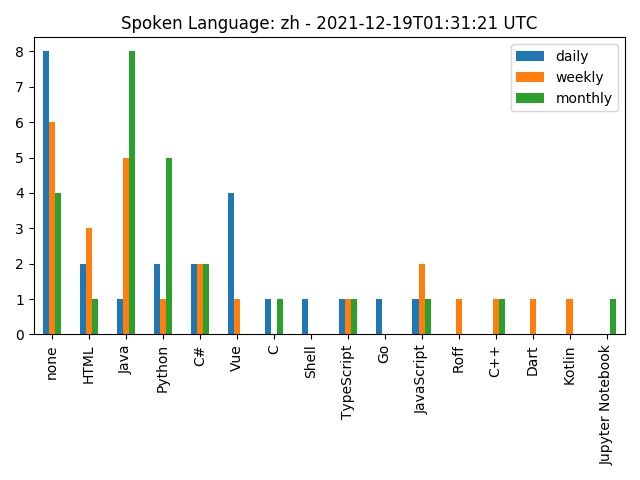 Spoken Language: zh - 2021-12-19T01:31:21 UTC
daily
weekly
monthly
8
7
6
5
4
3
2
1
0
none
HTML
Java
Python
C#
Vue
C
Shell
TypeScript
Go
JavaScript
Roff
C++
Dart
Kotlin
Jupyter Notebook